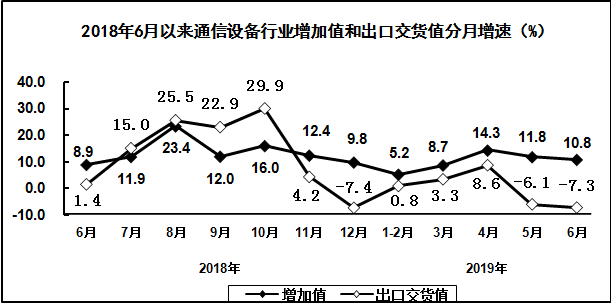 2018年6月以来通信设备行业增加值和出口交货值分月增速（%）
40.0
30.0
20.0
10.0
0.0
-10.0
8.9 11.9 23.4 12.0 16.0 12.4 9.8 5.2 8.7 14.3 11.8 10.8
1.4 15.0 25.5 22.9 29.9 4.2 -7.4 0.8 3.3 8.6 -6.1 -7.3
6月 7月 8月 9月 10月 11月 12月 1-2月 3月 4月 5月 6月
2018年 2019年
增加值 出口交货值